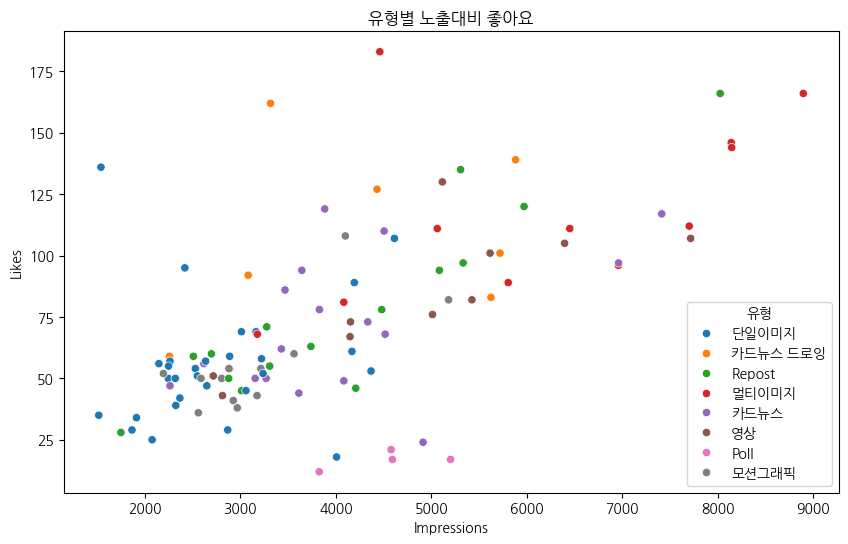 유형별 노출대비 좋아요
Likes
175
150
125
100
75
50
25
2000 3000 4000 5000 6000 7000 8000 9000
Impressions
유형
단일이미지
카드뉴스 드로잉
Repost
멀티이미지
카드뉴스
영상
Poll
모션그래픽